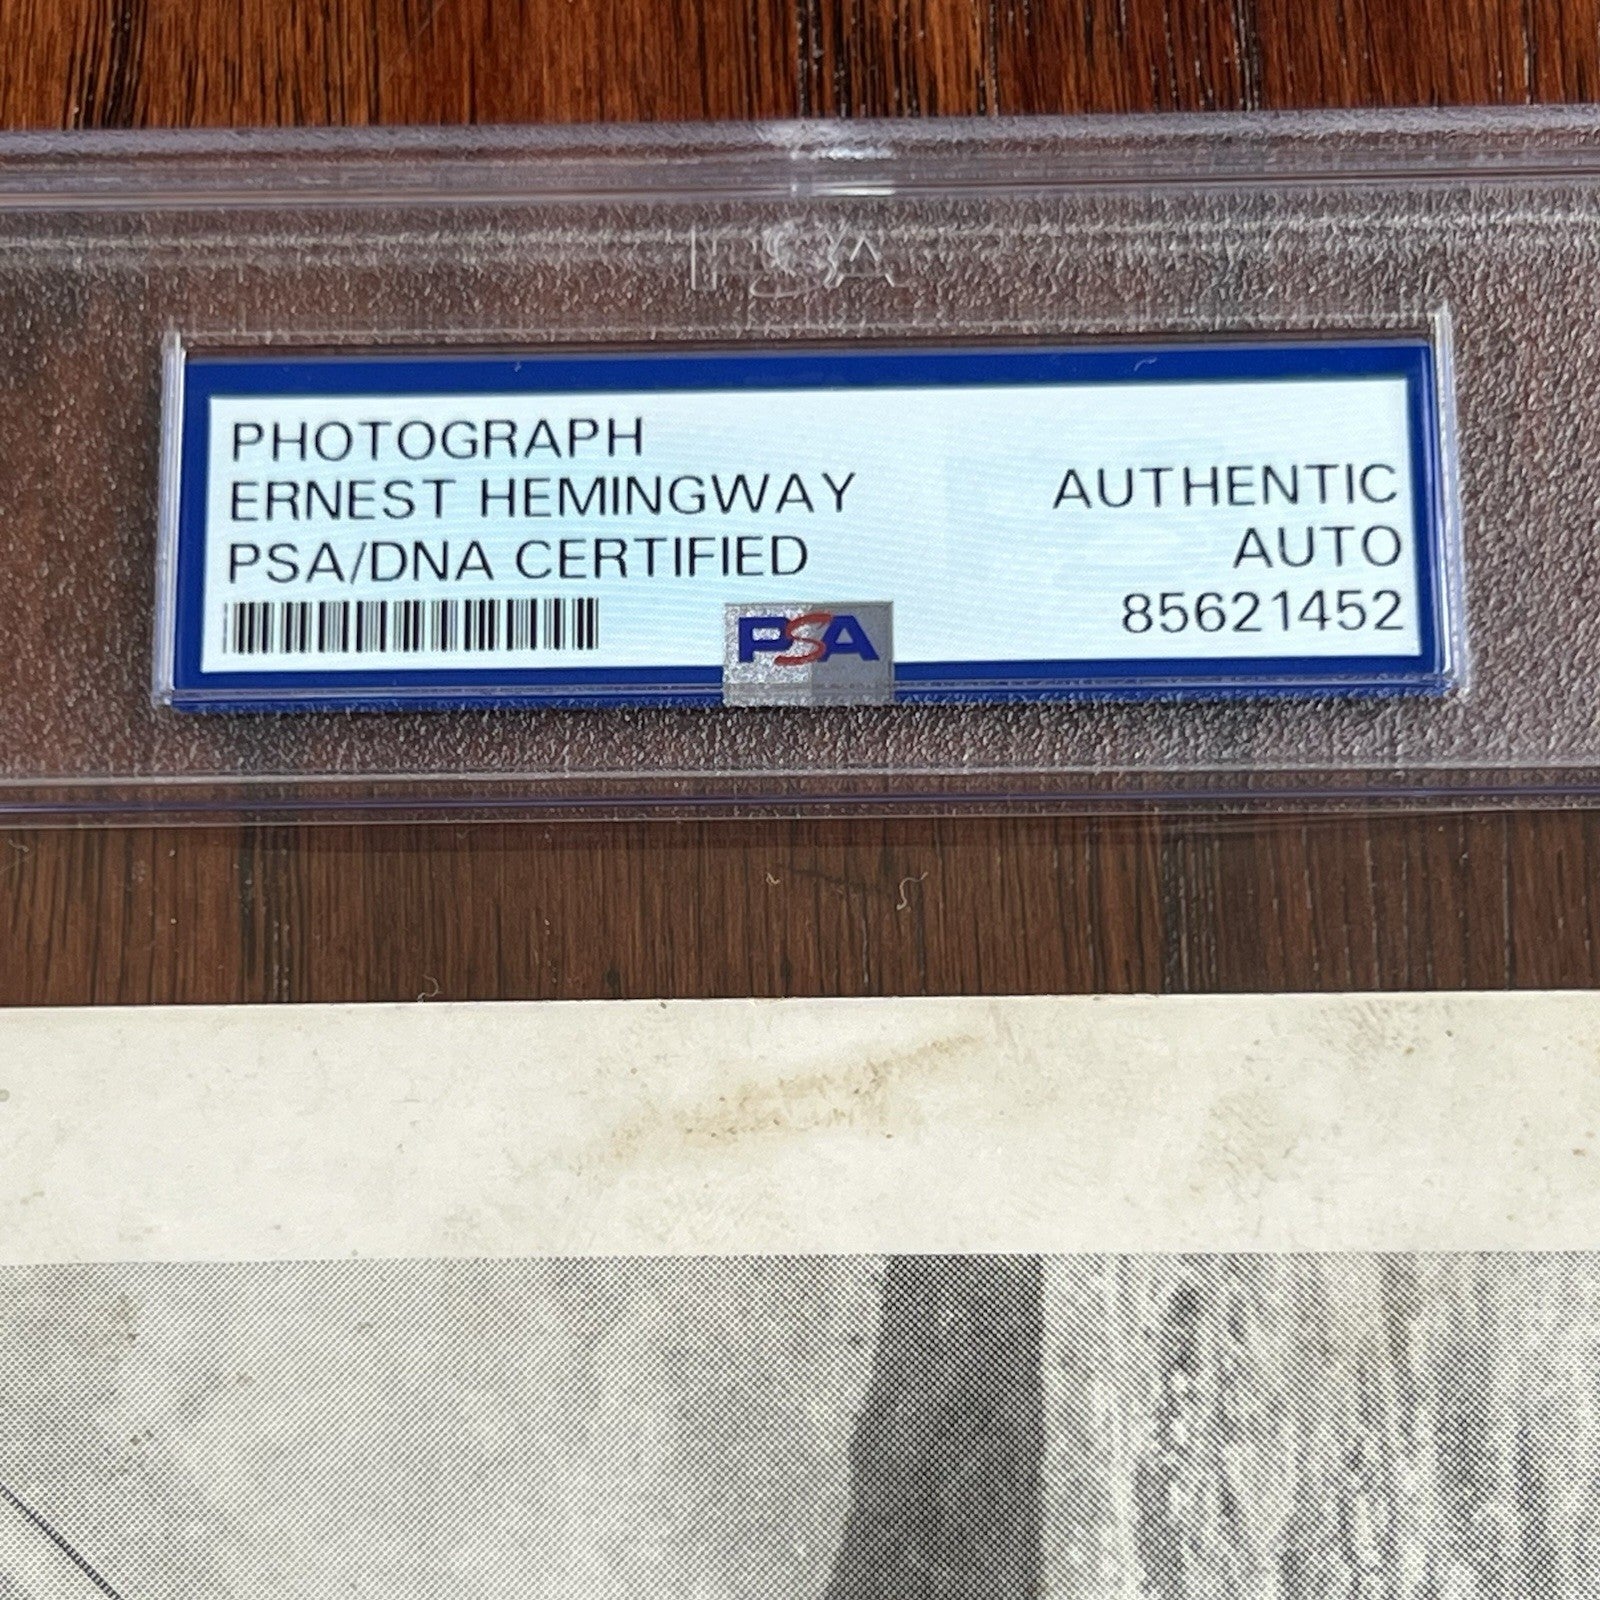 PSA
PHOTOGRAPH
ERNEST HEMINGWAY
PSA/DNA CERTIFIED
AUTHENTIC
AUTO
85621452
PSA